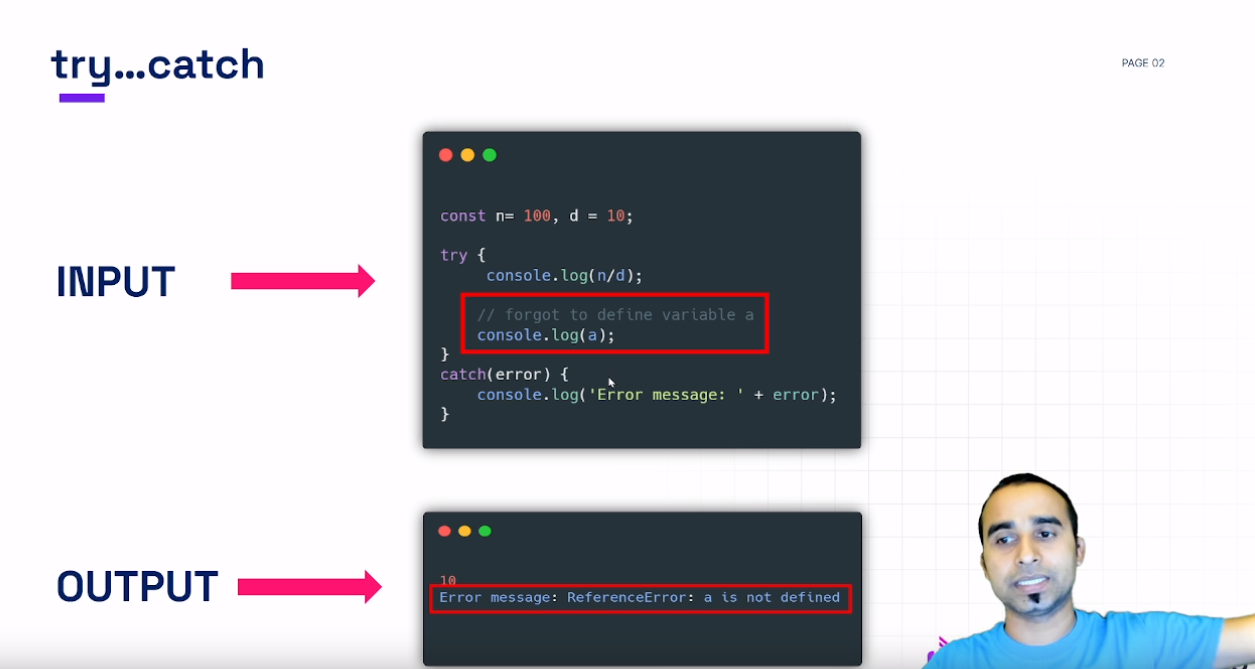 try...catch
PAGE 02
INPUT
const n= 100, d = 10;
try {
console.log(n/d);
// forgot to define variable a
console.log(a);
}
catch(error) {
console.log('Error message: ' + error);
}
OUTPUT
10
Error message: ReferenceError: a is not defined